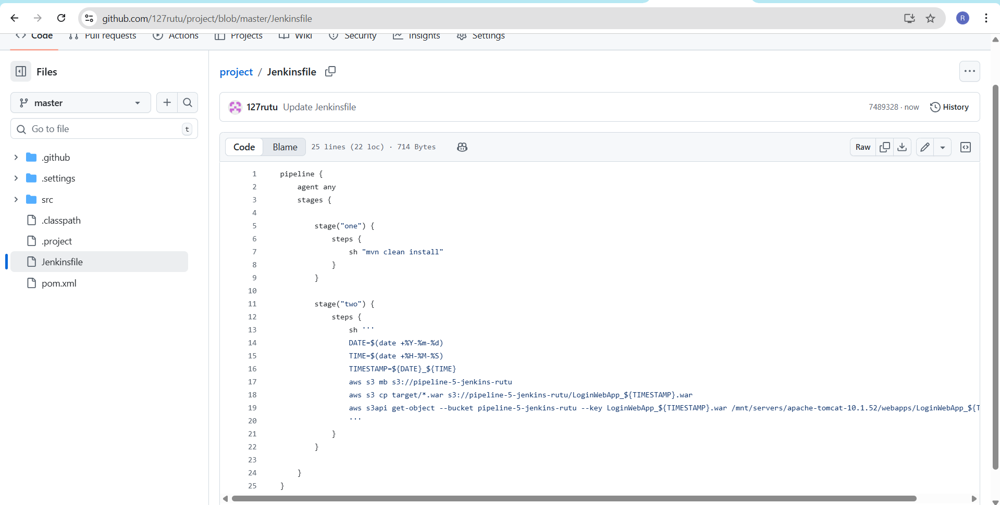 github.com/127rutu/project/blob/master/Jenkinsfile
R
Code Pull requests Actions Projects Wiki Security Insights Settings
Files
project / Jenkinsfile
master
127rutu Update Jenkinsfile 7489328 · now History
Go to file t
Code Blame 25 lines (22 loc) · 714 Bytes Raw
.github
.settings
src
.classpath
.project
Jenkinsfile
pom.xml
1 pipeline {
2 agent any
3 stages {
4
5 stage("one") {
6 steps {
7 sh "mvn clean install"
8 }
9 }
10
11 stage("two") {
12 steps {
13 sh '''
14 DATE=$(date +%Y-%m-%d)
15 TIME=$(date +%H-%M-%S)
16 TIMESTAMP=${DATE}_${TIME}
17 aws s3 mb s3://pipeline-5-jenkins-rutu
18 aws s3 cp target/*.war s3://pipeline-5-jenkins-rutu/LoginWebApp_${TIMESTAMP}.war
19 aws s3api get-object --bucket pipeline-5-jenkins-rutu --key LoginWebApp_${TIMESTAMP}.war /mnt/servers/apache-tomcat-10.1.52/webapps/LoginWebApp_${T
20 '''
21 }
22 }
23
24 }
25 }